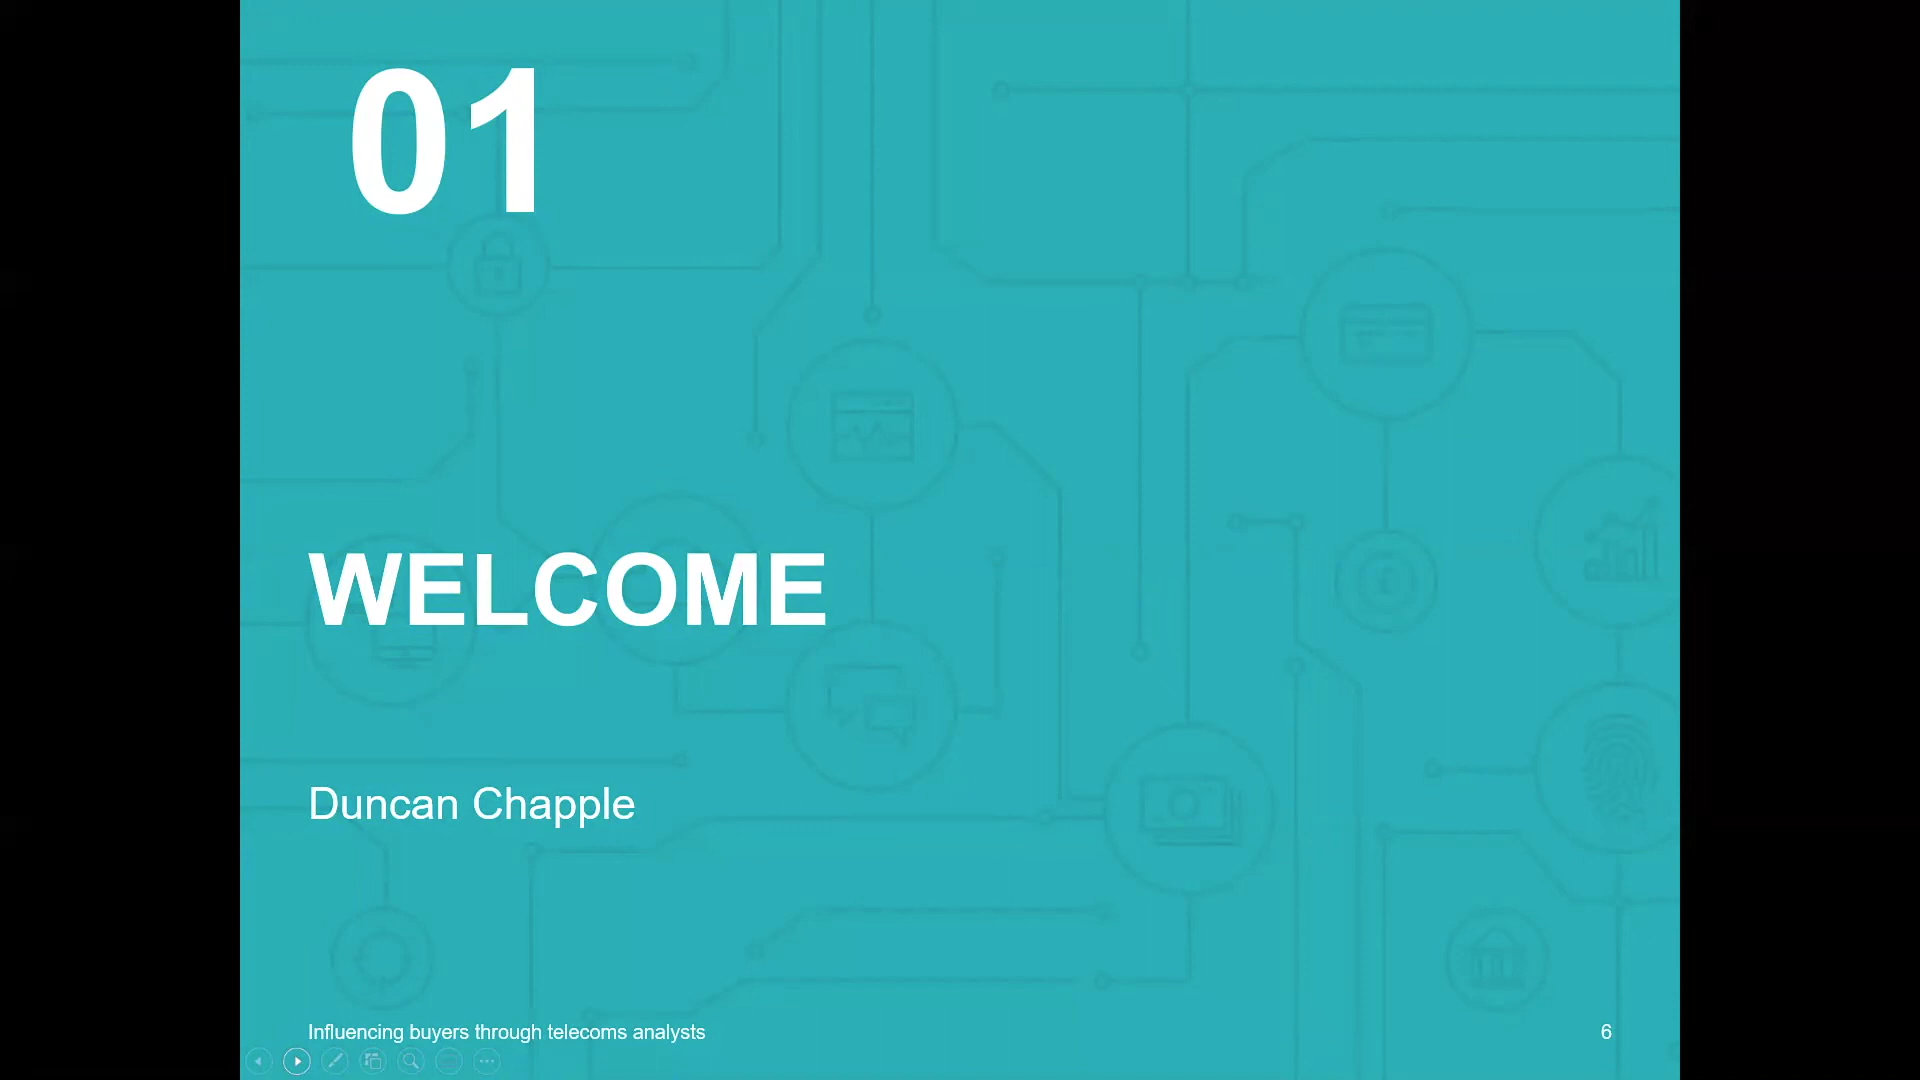 01
WELCOME
Duncan Chapple
Influencing buyers through telecoms analysts
6